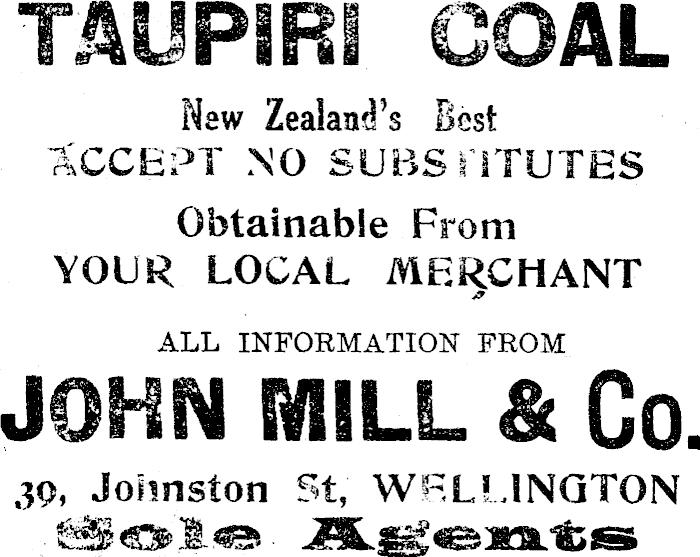 TAUPIRI COAL
New Zealand's Best
ACCEPT NO SUBSTITUTES
Obtainable From
YOUR LOCAL MERCHANT
ALL INFORMATION FROM
JOHN MILL & Co.
39, Johnston St, WELLINGTON
Sole Agents